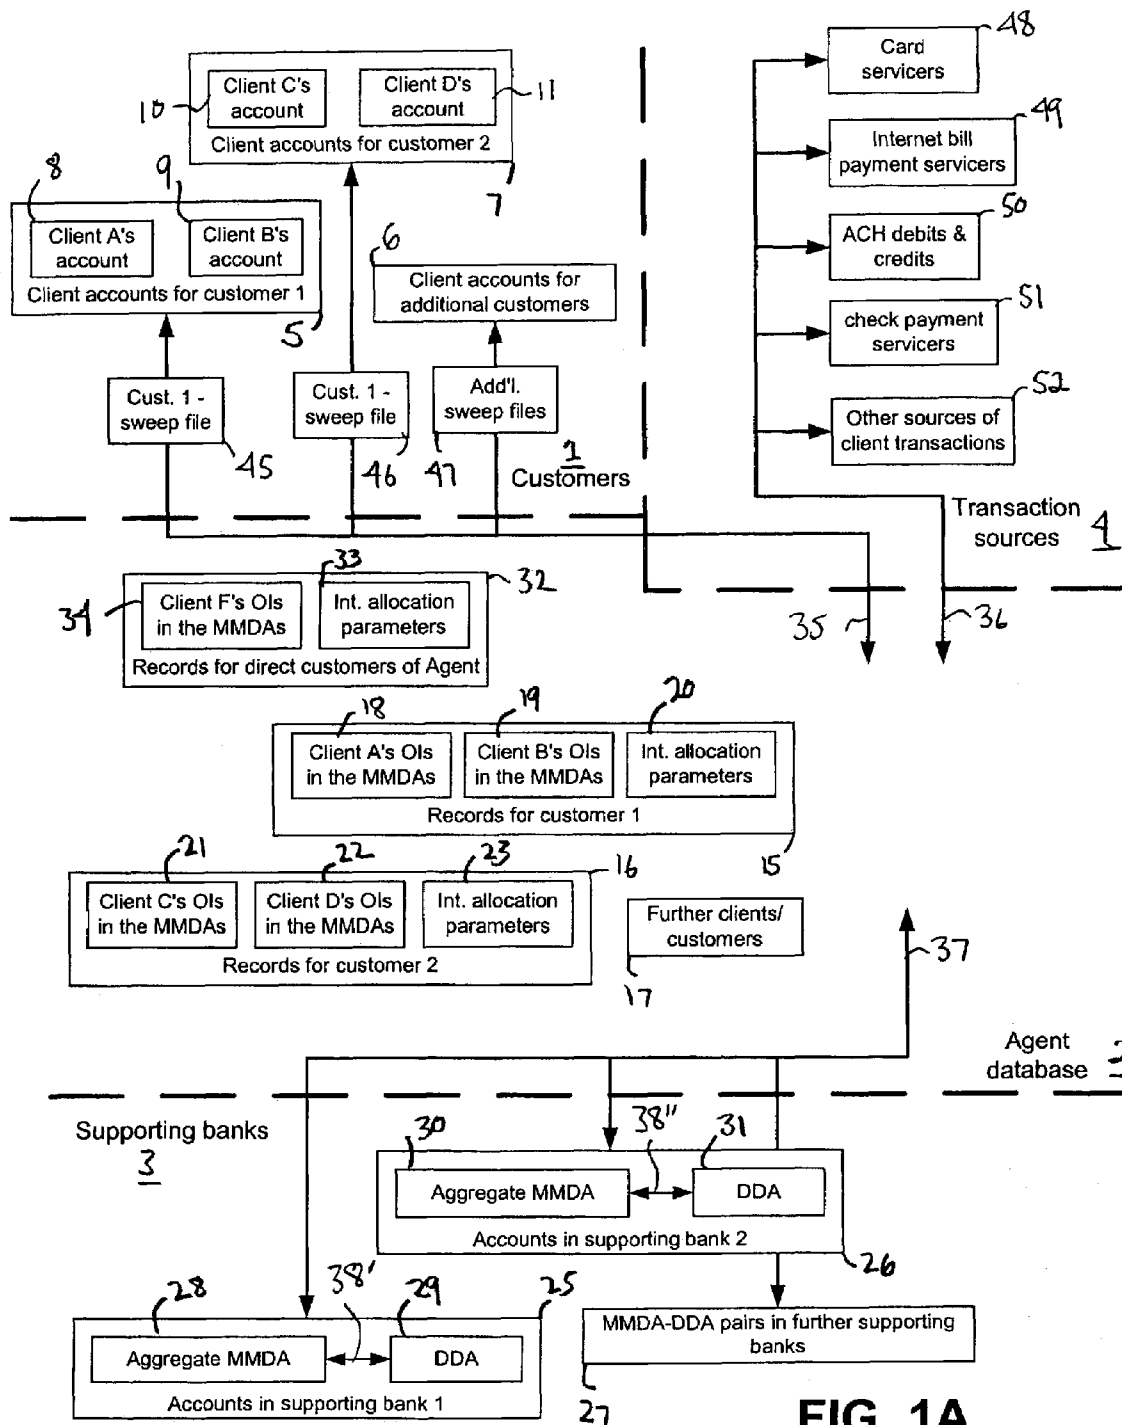 48
Card
servicers
10
Client C's
account
Client D's
account
11
Client accounts for customer 2
7
49
Internet bill
payment servicers
8
9
Client A's
account
Client B's
account
Client accounts for customer 1
5
6
Client accounts for
additional customers
50
ACH debits &
credits
51
check payment
servicers
Cust. 1 -
sweep file
45
Cust. 1 -
sweep file
46
Add'l.
sweep files
47
1
Customers
52
Other sources of
client transactions
Transaction
sources 4
33
32
34
Client F's OIs
in the MMDAs
Int. allocation
parameters
Records for direct customers of Agent
35
36
18
19
20
Client A's OIs
in the MMDAs
Client B's OIs
in the MMDAs
Int. allocation
parameters
Records for customer 1
15
21
22
23
16
Client C's OIs
in the MMDAs
Client D's OIs
in the MMDAs
Int. allocation
parameters
Records for customer 2
Further clients/
customers
17
37
Agent
database
Supporting banks
3
30
38"
31
Aggregate MMDA
DDA
Accounts in supporting bank 2
26
28
38'
29
25
Aggregate MMDA
DDA
Accounts in supporting bank 1
MMDA-DDA pairs in further supporting
banks
27
FIG. 1A